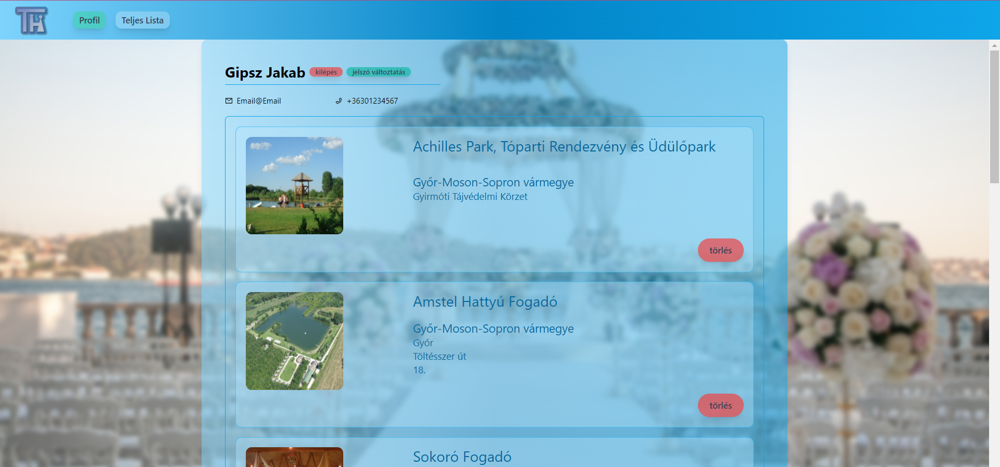 TH
Profil
Teljes Lista
Gipsz Jakab kilépés jelszó változtatás
Email@Email +36301234567
Achilles Park, Tóparti Rendezvény és Üdülőpark
Győr-Moson-Sopron vármegye
Gyirmóti Tájvédelmi Körzet
törlés
Amstel Hattyú Fogadó
Győr-Moson-Sopron vármegye
Győr
Töltésszer út
18.
törlés
Sokoró Fogadó